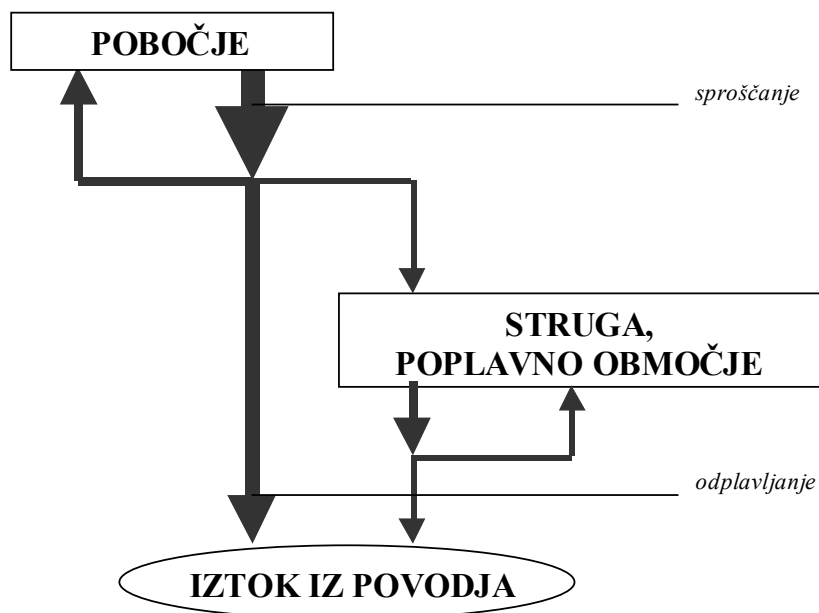 POBOČJE
sproščanje
STRUGA,
POPLAVNO OBMOČJE
odplavljanje
IZTOK IZ POVODJA